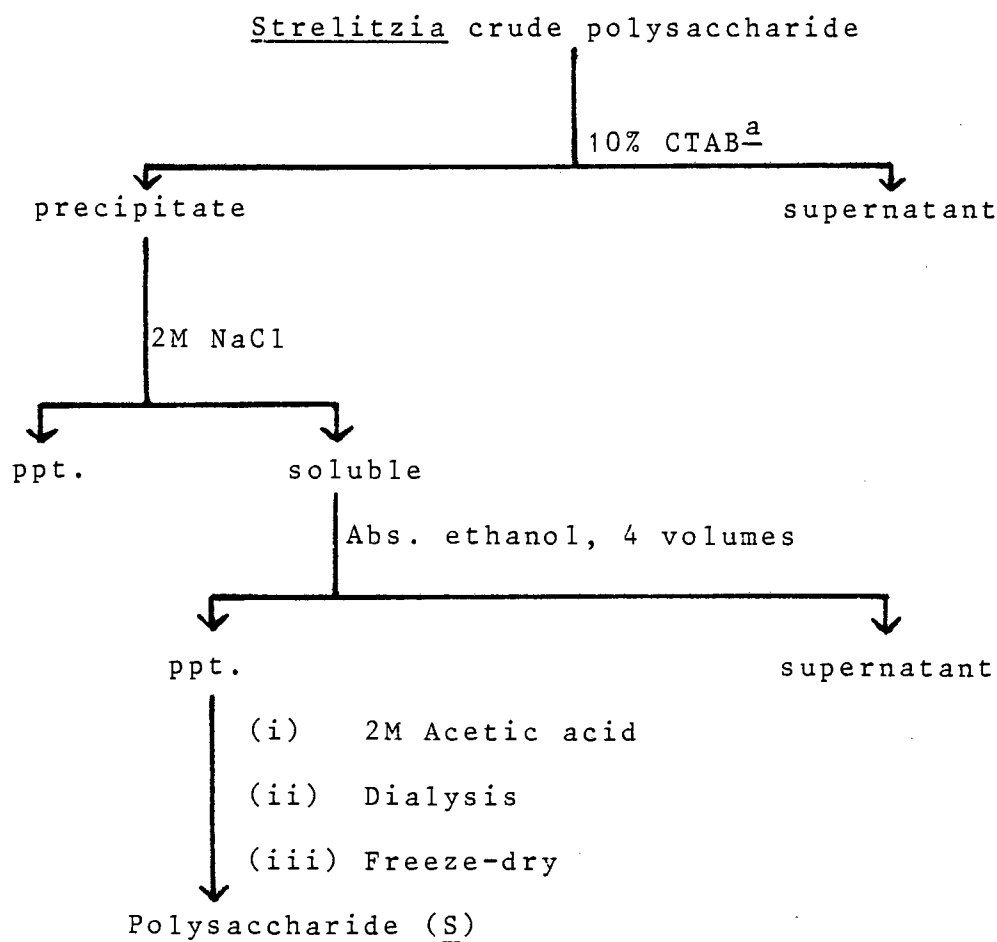 Strelitzia crude polysaccharide
10% CTABa
precipitate supernatant
2M NaCl
ppt. soluble
Abs. ethanol, 4 volumes
ppt. supernatant
(i) 2M Acetic acid
(ii) Dialysis
(iii) Freeze-dry
Polysaccharide (S)